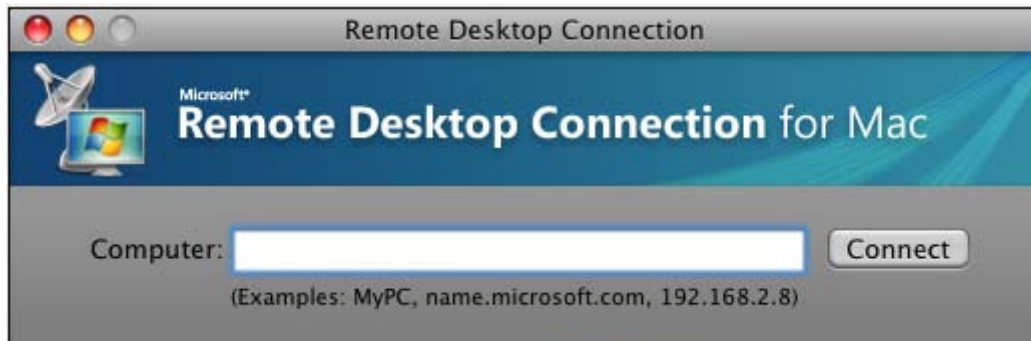 Remote Desktop Connection
Microsoft®
Remote Desktop Connection for Mac
Computer:
Connect
(Examples: MyPC, name.microsoft.com, 192.168.2.8)